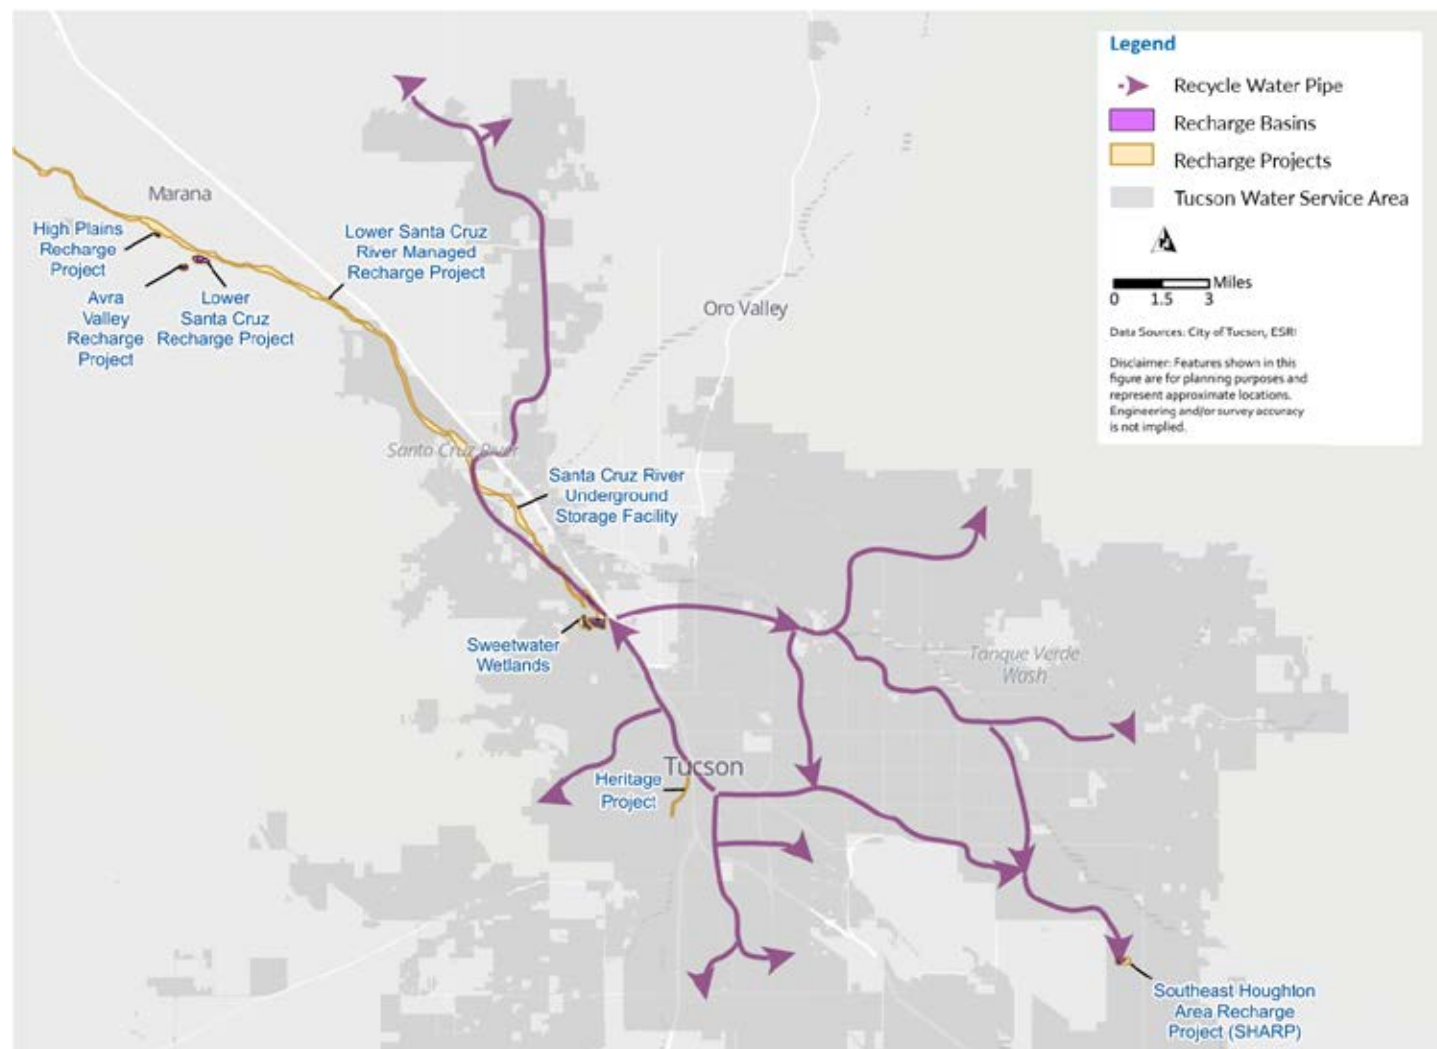 Legend
Recycle Water Pipe
Recharge Basins
Recharge Projects
Tucson Water Service Area
Miles
0 1.5 3
Data Sources: City of Tucson, ESRI
Disclaimer: Features shown in this
figure are for planning purposes and
represent approximate locations.
Engineering and/or survey accuracy
is not implied.
Marana
High Plains
Recharge
Project
Avra
Valley
Recharge
Project
Lower
Santa Cruz
Recharge Project
Lower Santa Cruz
River Managed
Recharge Project
Oro Valley
Santa Cruz River
Santa Cruz River
Underground
Storage Facility
Sweetwater
Wetlands
Tanque Verde
Wash
Tucson
Heritage
Project
Southeast Houghton
Area Recharge
Project (SHARP)